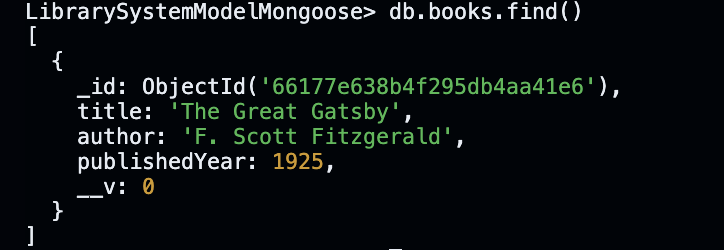 LibrarySystemModelMongoose> db.books.find()
[
  {
    _id: ObjectId('66177e638b4f295db4aa41e6'),
    title: 'The Great Gatsby',
    author: 'F. Scott Fitzgerald',
    publishedYear: 1925,
    __v: 0
  }
]